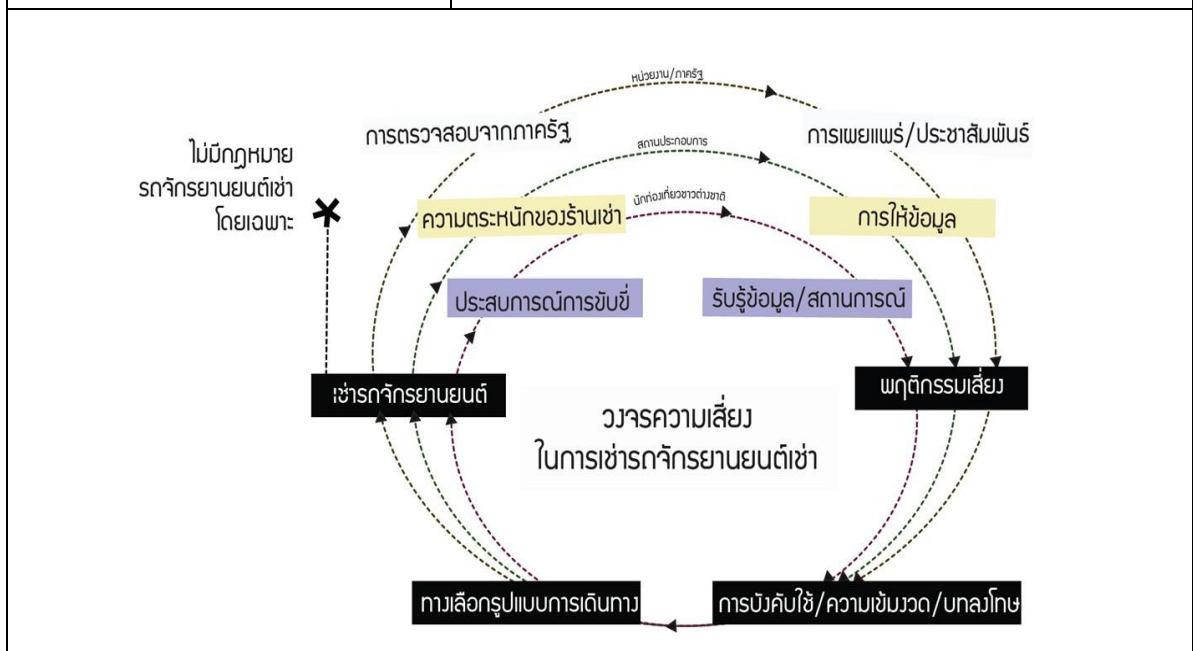 หน่วยงาน/ภาครัฐ
การตรวจสอบจากภาครัฐ
การเผยแพร่/ประชาสัมพันธ์
สถานประกอบการ
ไม่มีกฎหมาย
รถจักรยานยนต์เช่า
โดยเฉพาะ
นักท่องเที่ยวชาวต่างชาติ
ความตระหนักของร้านเช่า
การให้ข้อมูล
ประสบการณ์การขับขี่
รับรู้ข้อมูล/สถานการณ์
เช่ารถจักรยานยนต์
พฤติกรรมเสี่ยง
วงจรความเสี่ยง
ในการเช่ารถจักรยานยนต์เช่า
ทางเลือกรูปแบบการเดินทาง
การบังคับใช้/ความเข้มงวด/บทลงโทษ